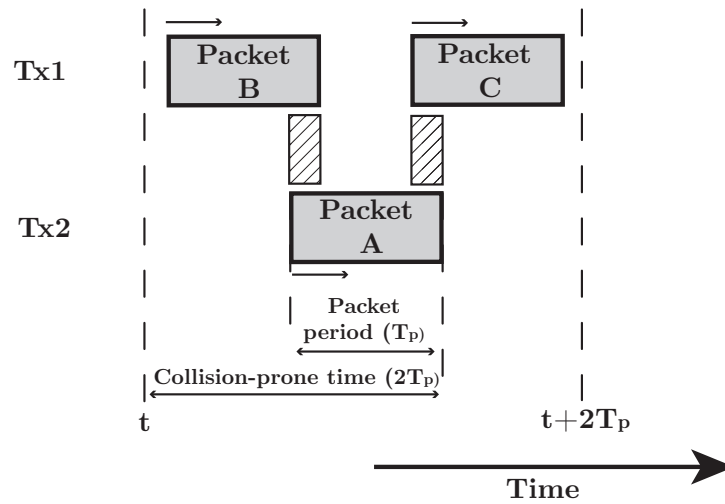 Tx1
Packet
B
Packet
C
Tx2
Packet
A
Packet
period (Tp)
Collision-prone time (2Tp)
t
t+2Tp
Time